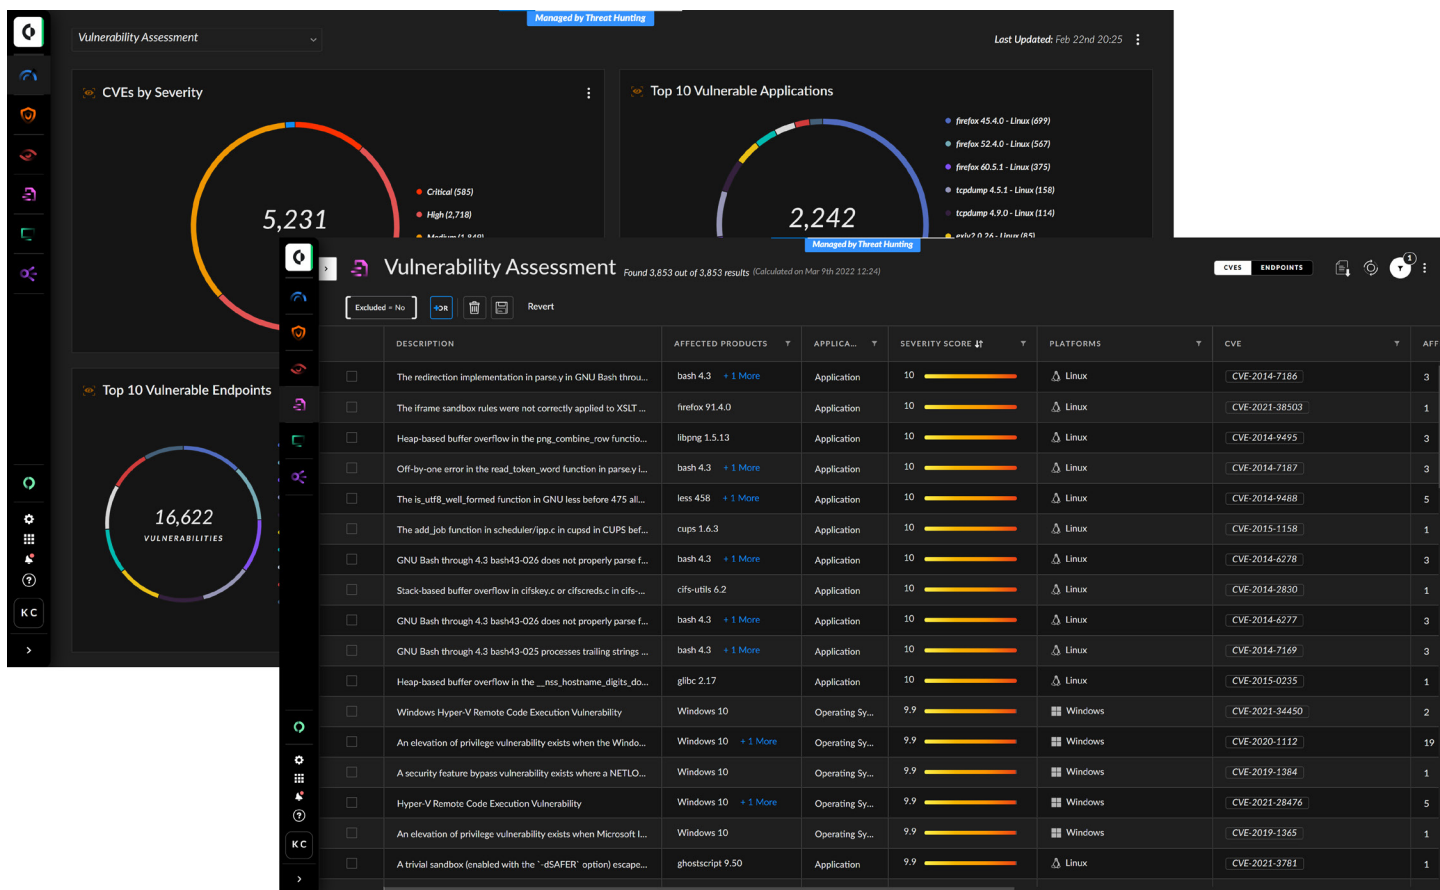 Managed by Threat Hunting
Vulnerability Assessment
Last Updated: Feb 22nd 20:25
CVEs by Severity
5,231
Critical (585)
High (2,718)
Top 10 Vulnerable Applications
2,242
firefox 45.4.0 - Linux (699)
firefox 52.4.0 - Linux (567)
firefox 60.5.1 - Linux (375)
tcpdump 4.5.1 - Linux (158)
tcpdump 4.9.0 - Linux (114)
exiv2 0.26 - Linux (85)
Top 10 Vulnerable Endpoints
16,622
VULNERABILITIES
KC
Managed by Threat Hunting
Vulnerability Assessment Found 3,853 out of 3,853 results (Calculated on Mar 9th 2022 12:24)
CVES ENDPOINTS
1
Excluded = No
+OR
Revert
DESCRIPTION AFFECTED PRODUCTS APPLICA... SEVERITY SCORE PLATFORMS CVE AFF
The redirection implementation in parse.y in GNU Bash throu... bash 4.3 + 1 More Application 10 Linux CVE-2014-7186 3
The iframe sandbox rules were not correctly applied to XSLT ... firefox 91.4.0 Application 10 Linux CVE-2021-38503 1
Heap-based buffer overflow in the png_combine_row functio... libpng 1.5.13 Application 10 Linux CVE-2014-9495 3
Off-by-one error in the read_token_word function in parse.y i... bash 4.3 + 1 More Application 10 Linux CVE-2014-7187 3
The is_utf8_well_formed function in GNU less before 475 all... less 458 + 1 More Application 10 Linux CVE-2014-9488 5
The add_job function in scheduler/ipp.c in cupsd in CUPS bef... cups 1.6.3 Application 10 Linux CVE-2015-1158 1
GNU Bash through 4.3 bash43-026 does not properly parse f... bash 4.3 + 1 More Application 10 Linux CVE-2014-6278 3
Stack-based buffer overflow in cifskey.c or cifscreds.c in cifs-... cifs-utils 6.2 Application 10 Linux CVE-2014-2830 1
GNU Bash through 4.3 bash43-026 does not properly parse f... bash 4.3 + 1 More Application 10 Linux CVE-2014-6277 3
GNU Bash through 4.3 bash43-025 processes trailing strings ... bash 4.3 + 1 More Application 10 Linux CVE-2014-7169 3
Heap-based buffer overflow in the __nss_hostname_digits_do... glibc 2.17 Application 10 Linux CVE-2015-0235 1
Windows Hyper-V Remote Code Execution Vulnerability Windows 10 Operating Sy... 9.9 Windows CVE-2021-34450 2
An elevation of privilege vulnerability exists when the Windo... Windows 10 + 1 More Operating Sy... 9.9 Windows CVE-2020-1112 19
A security feature bypass vulnerability exists where a NETLO... Windows 10 Operating Sy... 9.9 Windows CVE-2019-1384 1
Hyper-V Remote Code Execution Vulnerability Windows 10 + 1 More Operating Sy... 9.9 Windows CVE-2021-28476 5
An elevation of privilege vulnerability exists when Microsoft I... Windows 10 Operating Sy... 9.9 Windows CVE-2019-1365 1
A trivial sandbox (enabled with the `-dSAFER` option) escape... ghostscript 9.50 Application 9.9 Linux CVE-2021-3781 1
KC